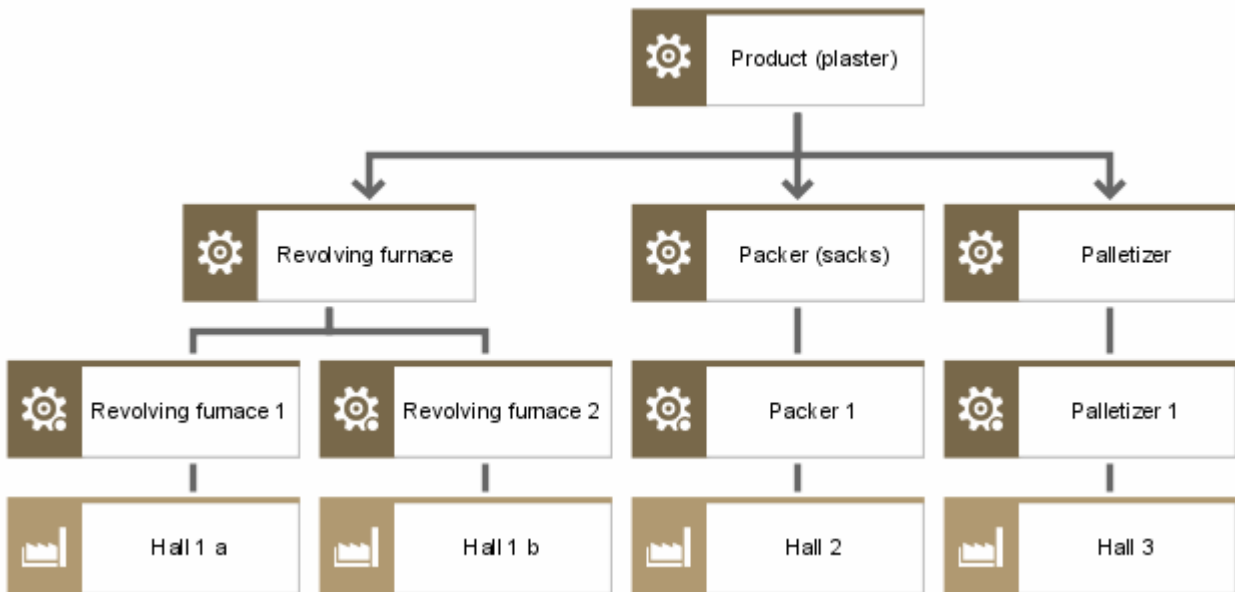 Product (plaster)
Revolving furnace
Packer (sacks)
Palletizer
Revolving furnace 1
Revolving furnace 2
Packer 1
Palletizer 1
Hall 1 a
Hall 1 b
Hall 2
Hall 3